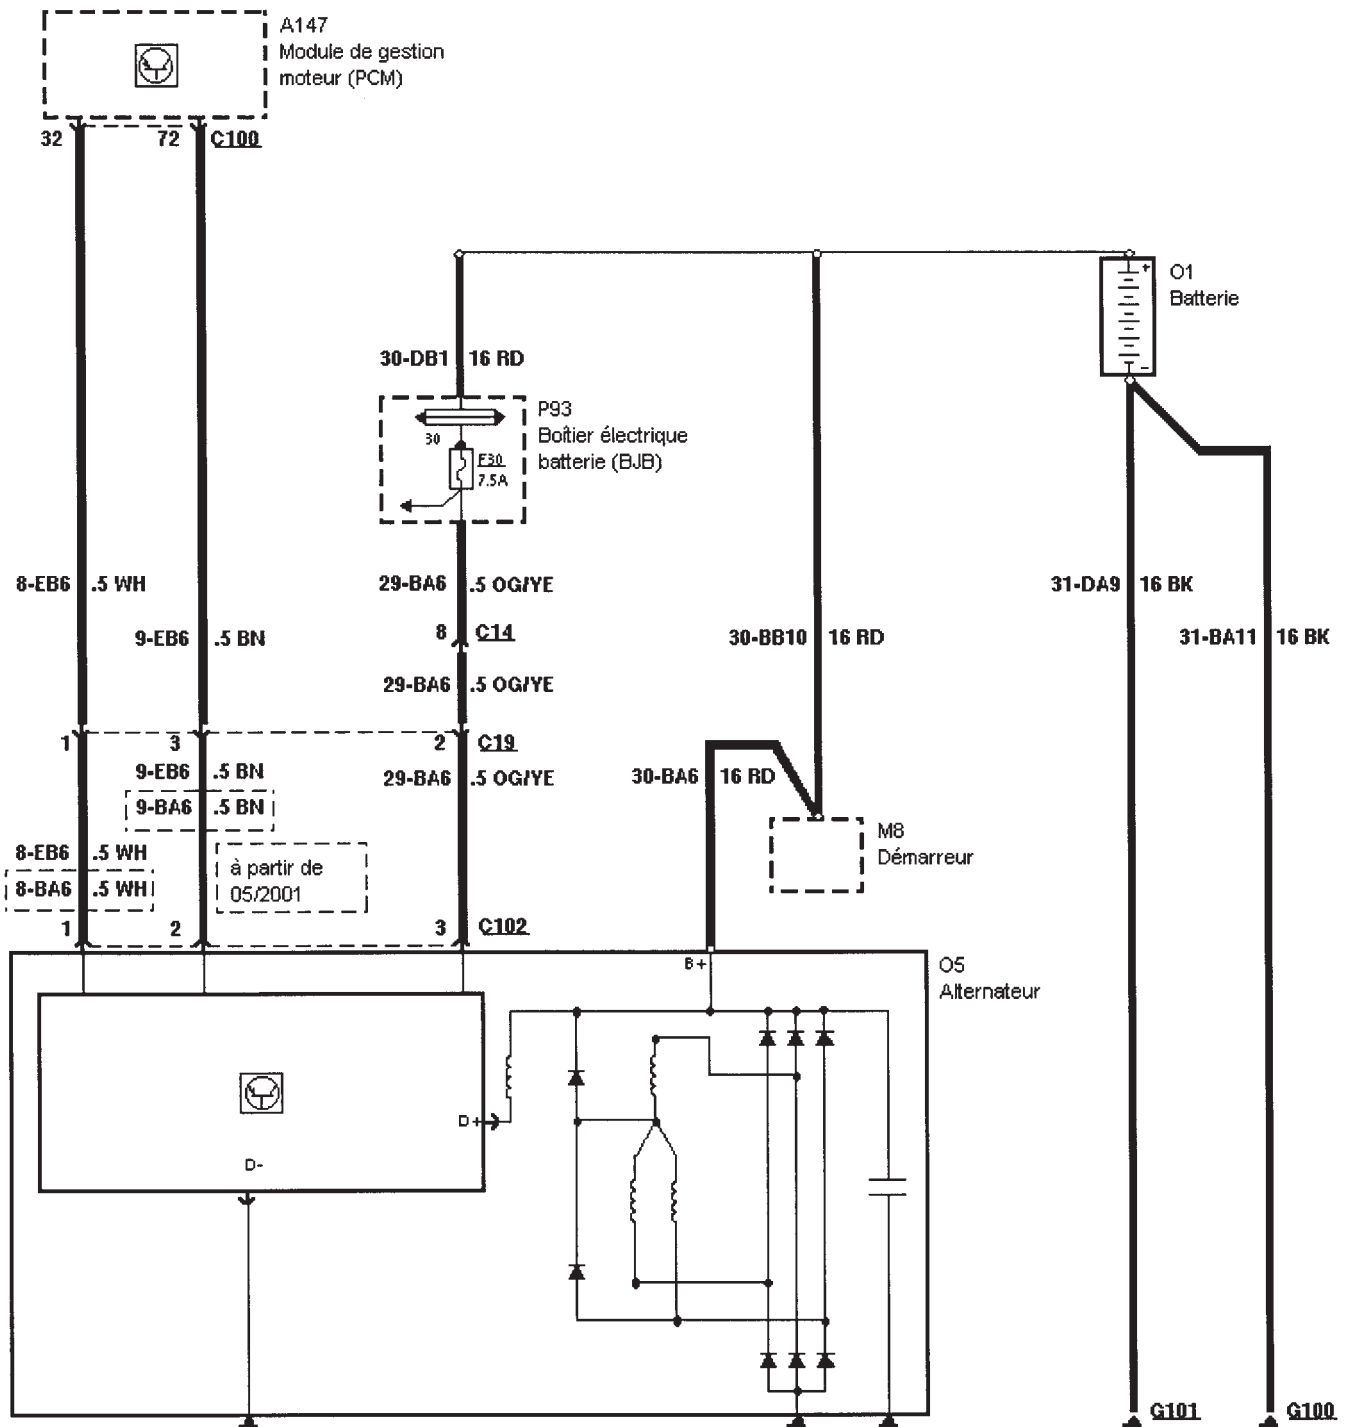 A147
Module de gestion
moteur (PCM)
32
72
C100
O1
Batterie
+
−
30-DB1
16 RD
P93
Boîtier électrique
batterie (BJB)
30
F30
7.5A
8-EB6
.5 WH
29-BA6
.5 OG/YE
31-DA9
16 BK
9-EB6
.5 BN
8
C14
30-BB10
16 RD
31-BA11
16 BK
29-BA6
.5 OG/YE
1
3
2
C19
9-EB6
.5 BN
29-BA6
.5 OG/YE
30-BA6
16 RD
9-BA6
.5 BN
M8
Démarreur
8-EB6
.5 WH
à partir de
05/2001
8-BA6
.5 WH
1
2
3
C102
B+
O5
Alternateur
D+
D-
G101
G100